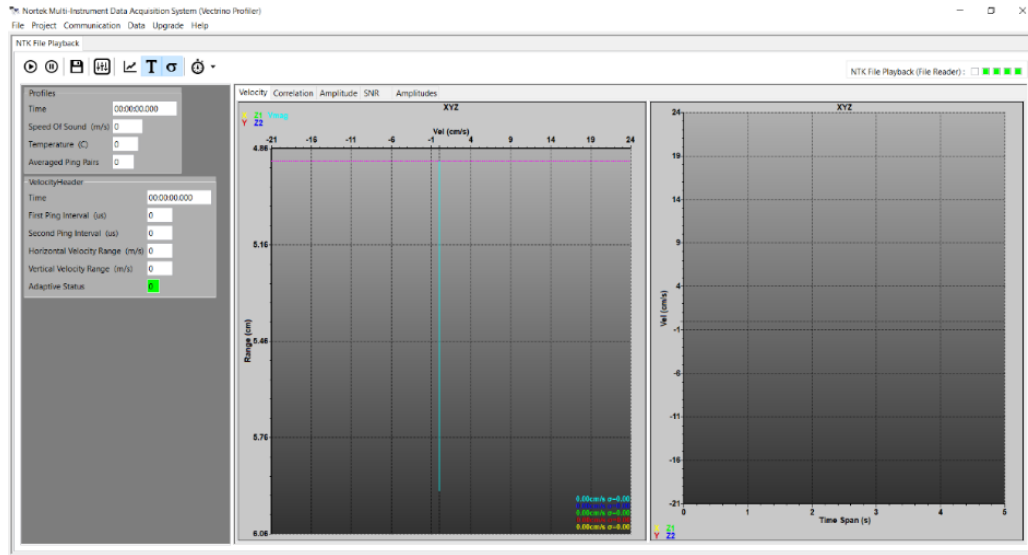 Nortek Multi-Instrument Data Acquisition System (Vectrino Profiler)
File Project Communication Data Upgrade Help
NTK File Playback
T σ
NTK File Playback (File Reader) :
Profiles
Time 00:00:00.000
Speed Of Sound (m/s) 0
Temperature (C) 0
Averaged Ping Pairs 0
VelocityHeader
Time 00:00:00.000
First Ping Interval (us) 0
Second Ping Interval (us) 0
Horizontal Velocity Range (m/s) 0
Vertical Velocity Range (m/s) 0
Adaptive Status 0
Velocity Correlation Amplitude SNR Amplitudes
XYZ
X Z1 Vmag
Y Z2
Vel (cm/s)
-21 -16 -11 -6 -1 4 9 14 19 24
4.86
5.16
5.46
5.76
6.06
Range (cm)
0.00cm/s σ=0.00
0.00cm/s σ=0.00
0.00cm/s σ=0.00
XYZ
24
19
14
9
4
-1
-6
-11
-16
-21
Vel (cm/s)
0 1 2 3 4 5
Time Span (s)
X Z1
Y Z2